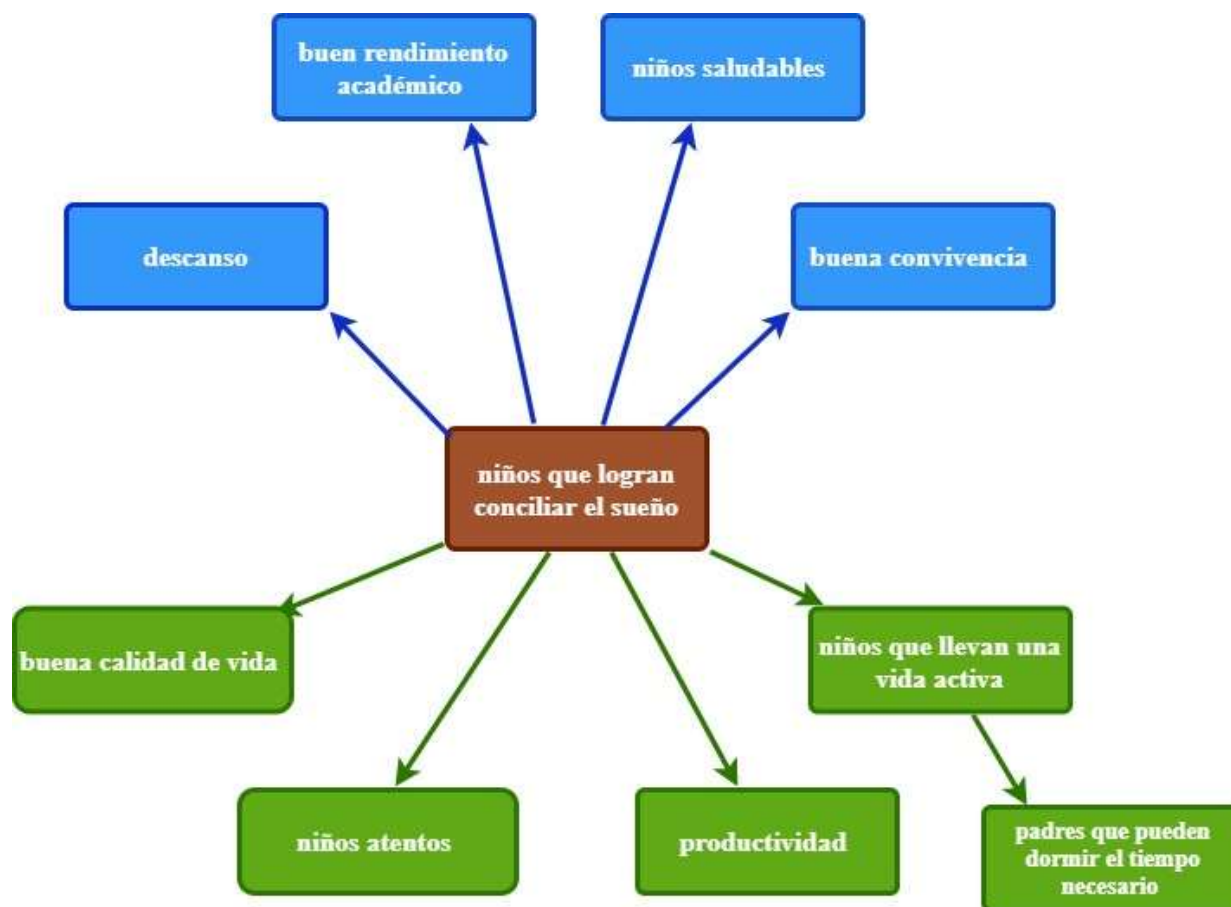 buen rendimiento
académico
niños saludables
descanso
buena convivencia
niños que logran
conciliar el sueño
buena calidad de vida
niños que llevan una
vida activa
niños atentos
productividad
padres que pueden
dormir el tiempo
necesario